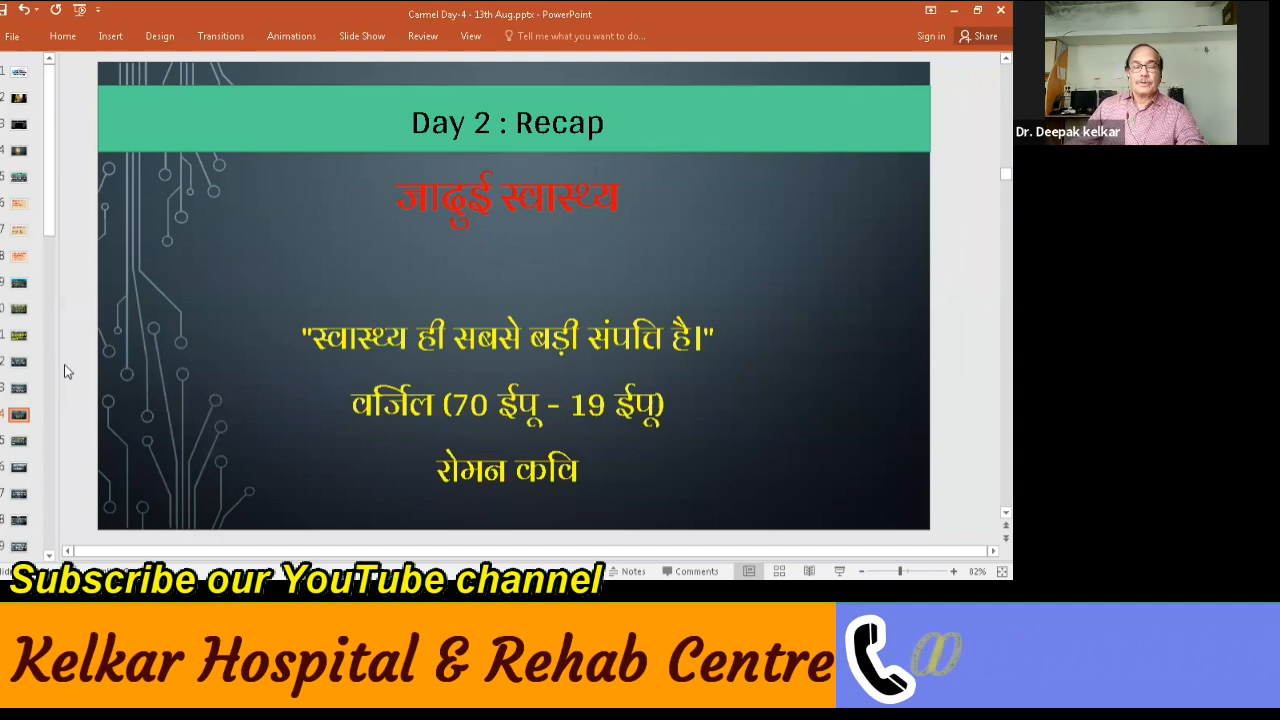 Carmel Day-4 - 13th Aug.pptx - PowerPoint
File Home Insert Design Transitions Animations Slide Show Review View Tell me what you want to do... Sign in Share
Day 2 : Recap
जादुई स्वास्थ्य
"स्वास्थ्य ही सबसे बड़ी संपत्ति है।"
वर्जिल (70 ईपू - 19 ईपू)
रोमन कवि
Dr. Deepak kelkar
Notes Comments 82%
Subscribe our YouTube channel
Kelkar Hospital & Rehab Centre